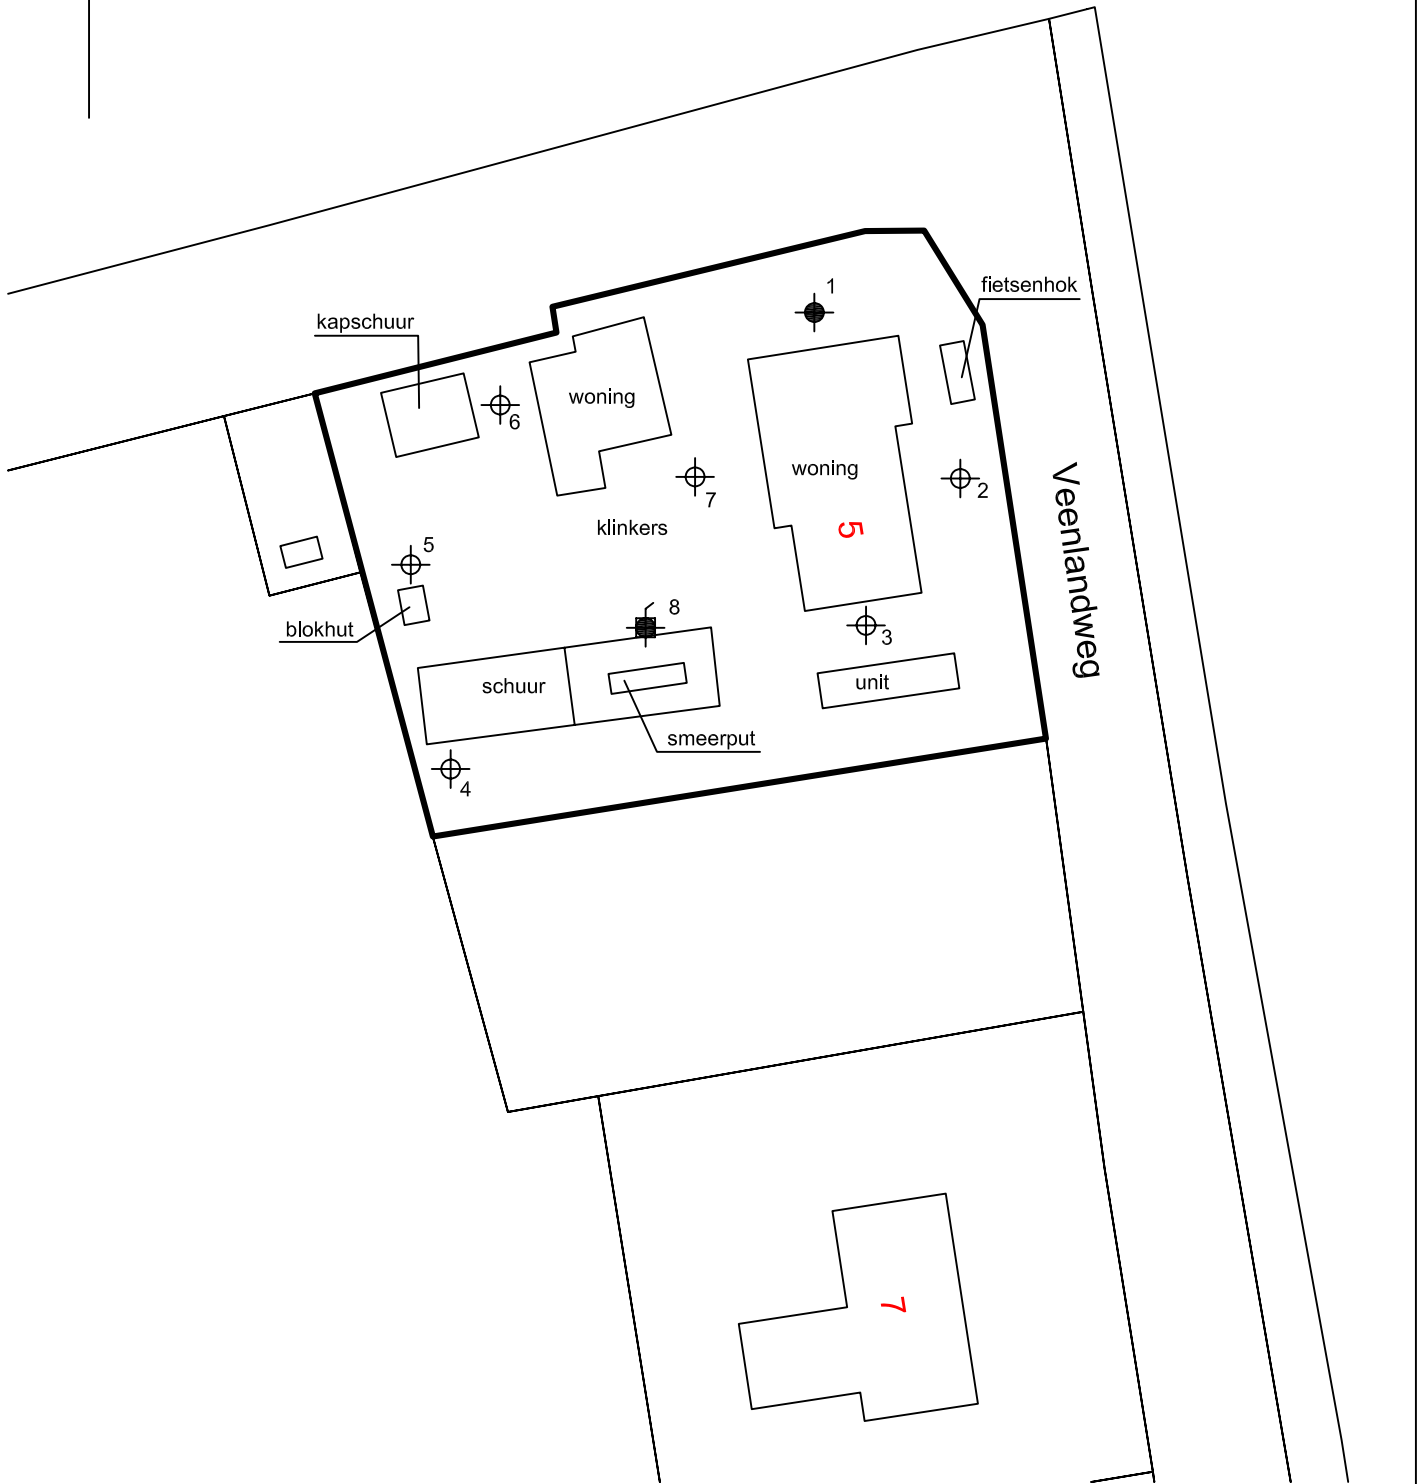 1
fietsenhok
kapschuur
woning
6
woning
2
7
klinkers
5
5
Veenlandweg
8
blokhut
3
schuur
unit
smeerput
4
7